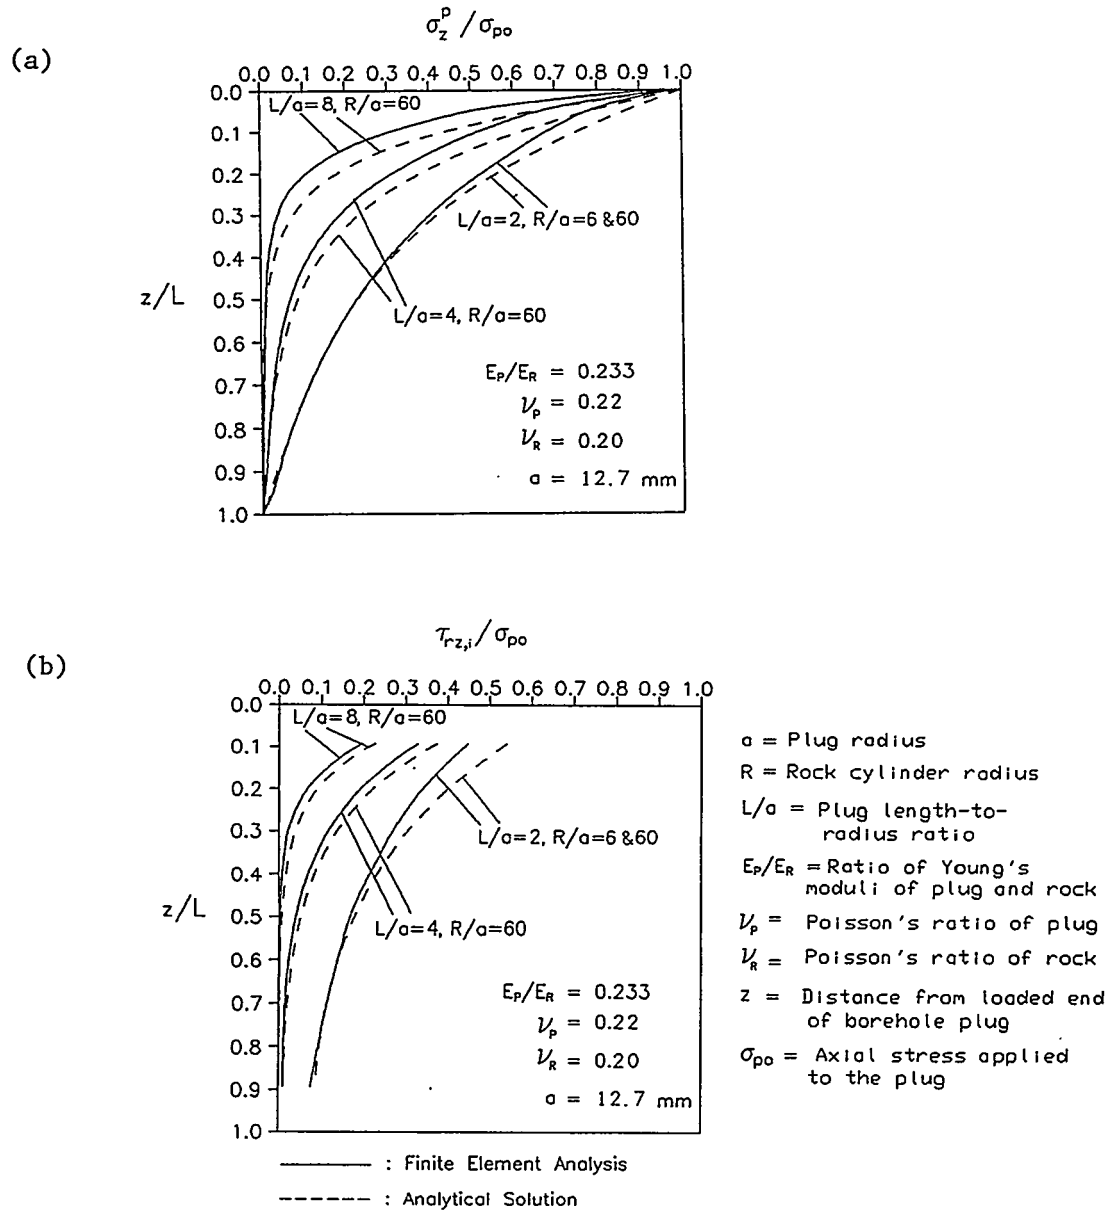 (a)
σ_z^p / σ_po
0.0 0.1 0.2 0.3 0.4 0.5 0.6 0.7 0.8 0.9 1.0
0.0
L/a=8, R/a=60
0.1
0.2
L/a=2, R/a=6 &60
0.3
0.4
z/L
0.5
L/a=4, R/a=60
0.6
E_P/E_R = 0.233
0.7
ν_P = 0.22
0.8
ν_R = 0.20
0.9
a = 12.7 mm
1.0
(b)
τ_rz,i / σ_po
0.0 0.1 0.2 0.3 0.4 0.5 0.6 0.7 0.8 0.9 1.0
0.0
L/a=8, R/a=60
0.1
0.2
0.3
L/a=2, R/a=6 &60
0.4
z/L
0.5
L/a=4, R/a=60
0.6
0.7
E_P/E_R = 0.233
ν_P = 0.22
0.8
ν_R = 0.20
0.9
a = 12.7 mm
1.0
a = Plug radius
R = Rock cylinder radius
L/a = Plug length-to-
radius ratio
E_P/E_R = Ratio of Young's
moduli of plug and rock
ν_P = Poisson's ratio of plug
ν_R = Poisson's ratio of rock
z = Distance from loaded end
of borehole plug
σ_po = Axial stress applied
to the plug
: Finite Element Analysis
: Analytical Solution